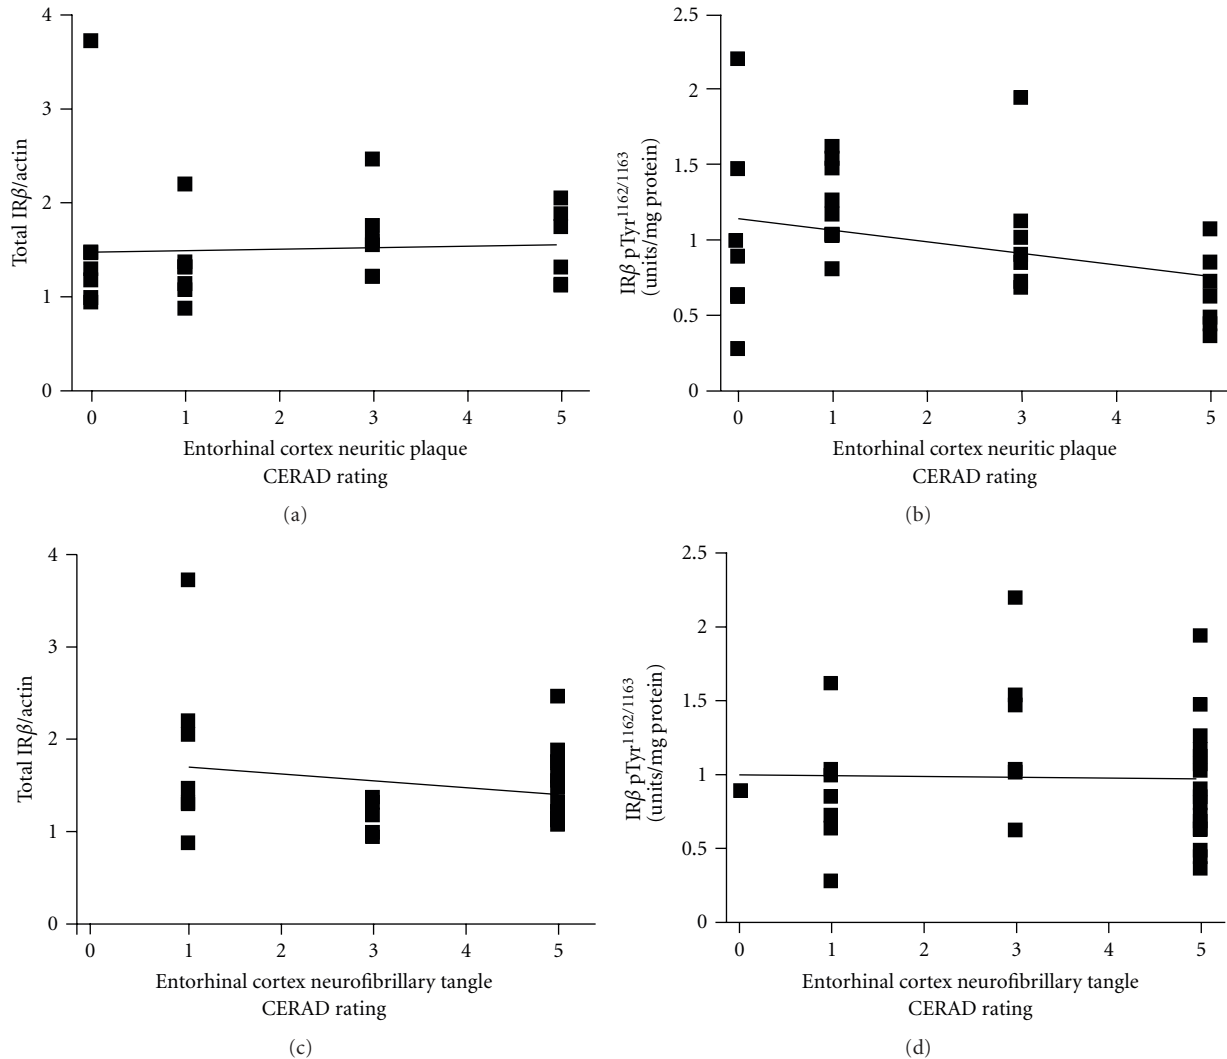 4
3
2
1
0
Total IRβ/actin
0 1 2 3 4 5
Entorhinal cortex neuritic plaque
CERAD rating
(a)
2.5
2
1.5
1
0.5
0
IRβ pTyr1162/1163
(units/mg protein)
0 1 2 3 4 5
Entorhinal cortex neuritic plaque
CERAD rating
(b)
4
3
2
1
0
Total IRβ/actin
0 1 2 3 4 5
Entorhinal cortex neurofibrillary tangle
CERAD rating
(c)
2.5
2
1.5
1
0.5
0
IRβ pTyr1162/1163
(units/mg protein)
0 1 2 3 4 5
Entorhinal cortex neurofibrillary tangle
CERAD rating
(d)